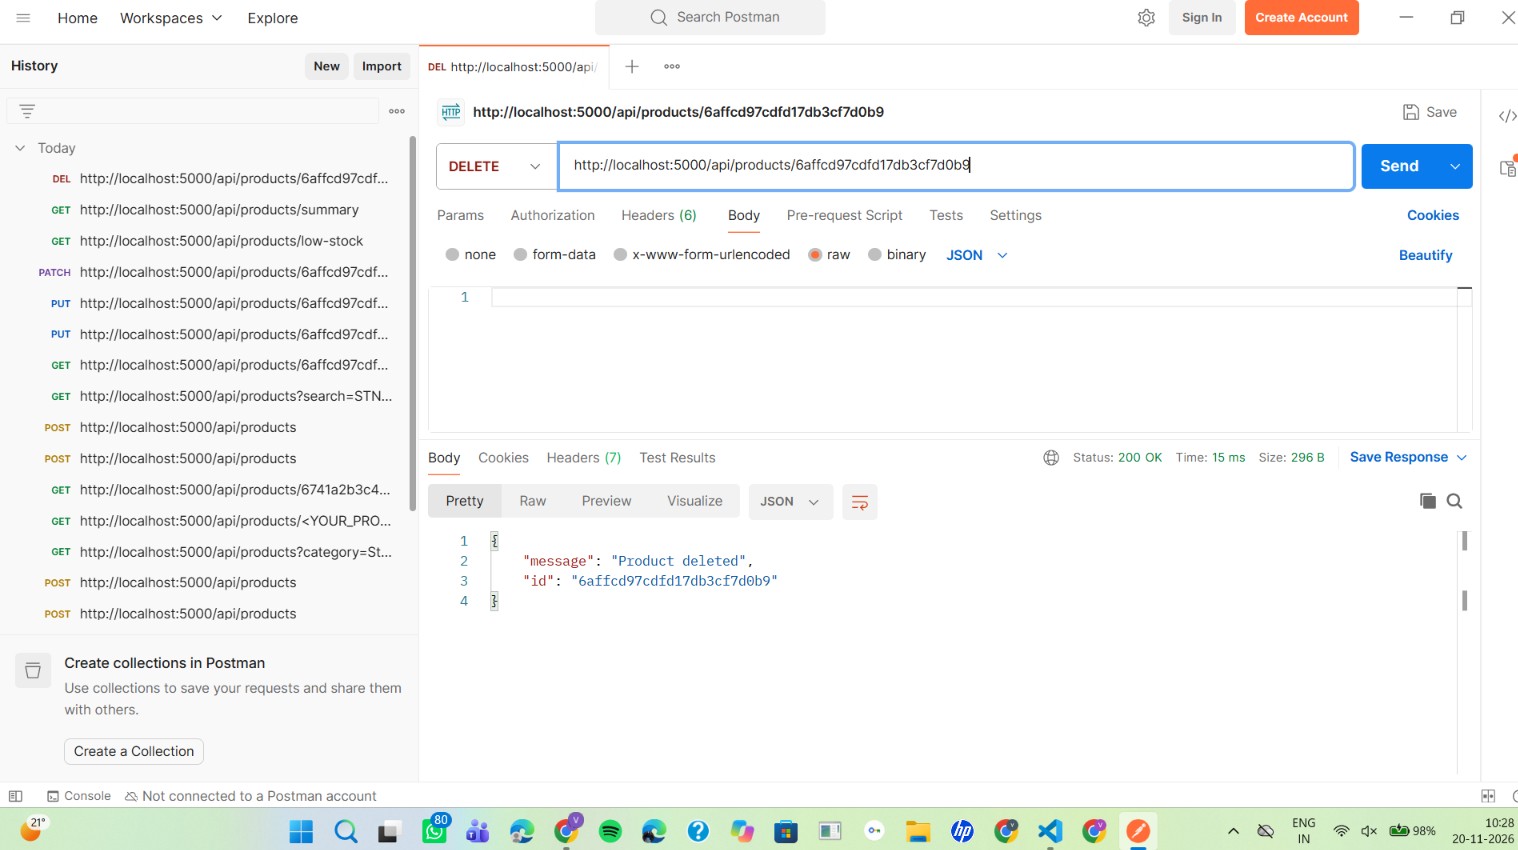 Home Workspaces Explore Search Postman Sign In Create Account
History New Import
DEL http://localhost:5000/api/
HTTP http://localhost:5000/api/products/6affcd97cdfd17db3cf7d0b9 Save
Today
DELETE http://localhost:5000/api/products/6affcd97cdfd17db3cf7d0b9 Send
DEL http://localhost:5000/api/products/6affcd97cdf...
GET http://localhost:5000/api/products/summary
GET http://localhost:5000/api/products/low-stock
PATCH http://localhost:5000/api/products/6affcd97cdf...
PUT http://localhost:5000/api/products/6affcd97cdf...
PUT http://localhost:5000/api/products/6affcd97cdf...
GET http://localhost:5000/api/products/6affcd97cdf...
GET http://localhost:5000/api/products?search=STN...
POST http://localhost:5000/api/products
POST http://localhost:5000/api/products
GET http://localhost:5000/api/products/6741a2b3c4...
GET http://localhost:5000/api/products/<YOUR_PRO...
GET http://localhost:5000/api/products?category=St...
POST http://localhost:5000/api/products
POST http://localhost:5000/api/products
Create collections in Postman
Use collections to save your requests and share them
with others.
Create a Collection
Params Authorization Headers (6) Body Pre-request Script Tests Settings Cookies
none form-data x-www-form-urlencoded raw binary JSON Beautify
1
Body Cookies Headers (7) Test Results Status: 200 OK Time: 15 ms Size: 296 B Save Response
Pretty Raw Preview Visualize JSON
1 {
2 "message": "Product deleted",
3 "id": "6affcd97cdfd17db3cf7d0b9"
4 }
Console Not connected to a Postman account
21° 80 V hp ENG 98% 10:28
IN 20-11-2026